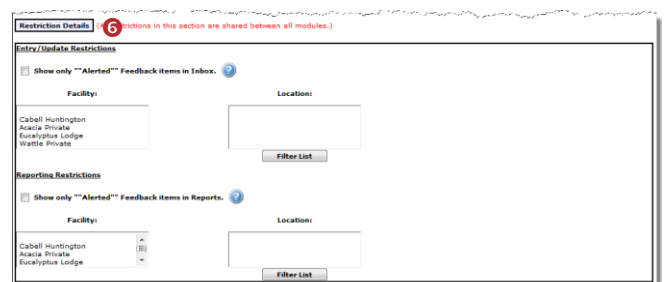 Restriction Details 6 strictions in this section are shared between all modules.)
Entry/Update Restrictions
Show only ""Alerted"" Feedback items in Inbox. ?
Facility: Location:
Cabell Huntington
Acacia Private
Eucalyptus Lodge
Wattle Private
Filter List
Reporting Restrictions
Show only ""Alerted"" Feedback items in Reports. ?
Facility: Location:
Cabell Huntington
Acacia Private
Eucalyptus Lodge
Filter List